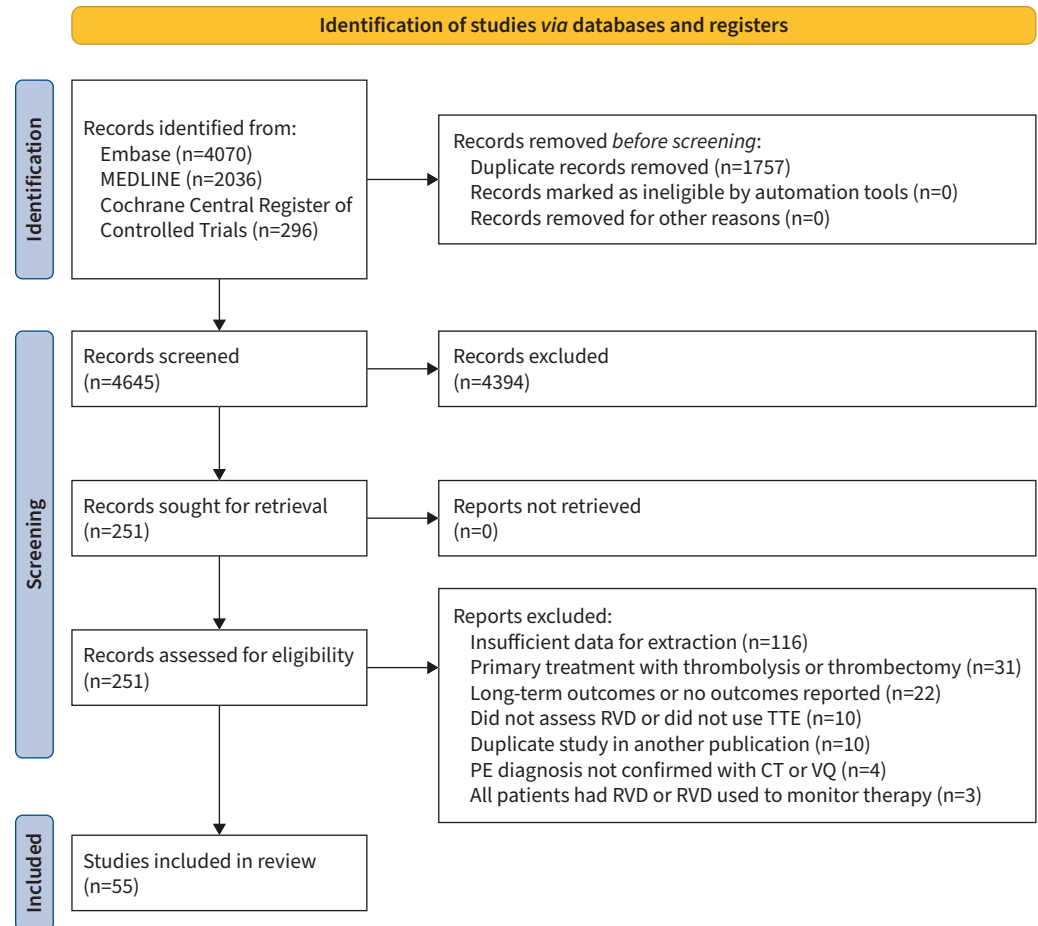 Identification of studies via databases and registers
Identification
Records identified from:
Embase (n=4070)
MEDLINE (n=2036)
Cochrane Central Register of
Controlled Trials (n=296)
Records removed before screening:
Duplicate records removed (n=1757)
Records marked as ineligible by automation tools (n=0)
Records removed for other reasons (n=0)
Screening
Records screened
(n=4645)
Records excluded
(n=4394)
Records sought for retrieval
(n=251)
Reports not retrieved
(n=0)
Records assessed for eligibility
(n=251)
Reports excluded:
Insufficient data for extraction (n=116)
Primary treatment with thrombolysis or thrombectomy (n=31)
Long-term outcomes or no outcomes reported (n=22)
Did not assess RVD or did not use TTE (n=10)
Duplicate study in another publication (n=10)
PE diagnosis not confirmed with CT or VQ (n=4)
All patients had RVD or RVD used to monitor therapy (n=3)
Included
Studies included in review
(n=55)